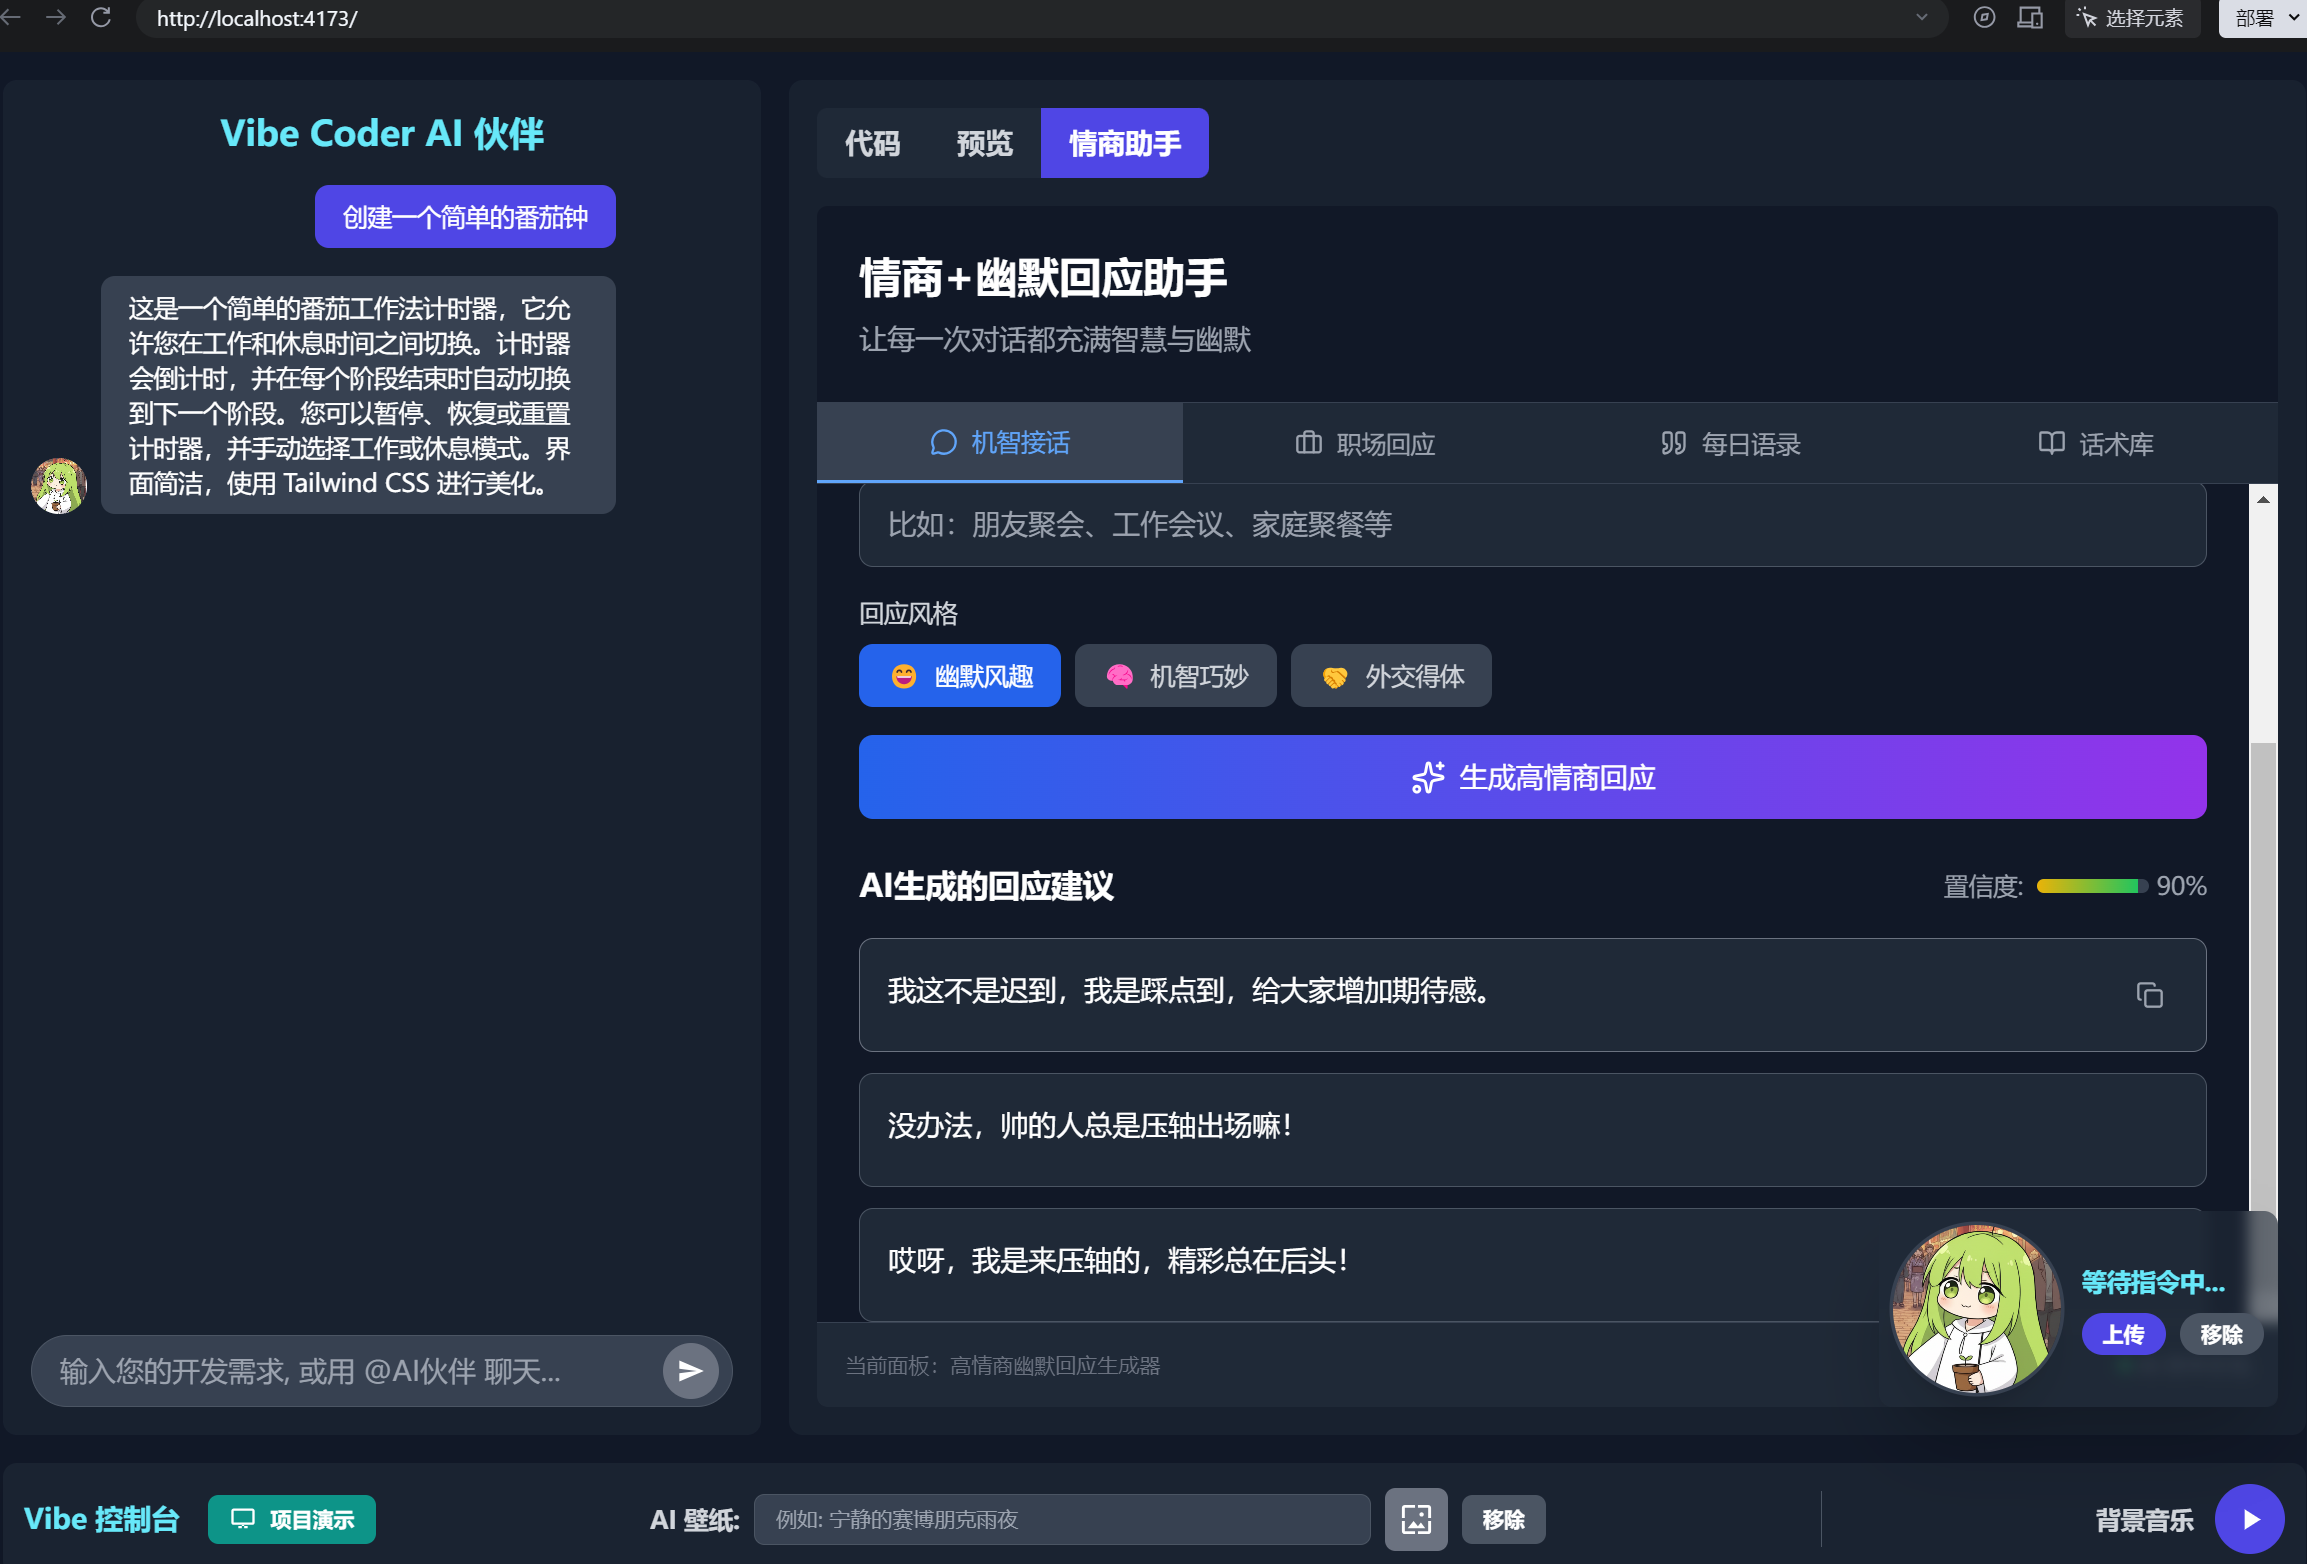 http://localhost:4173/
选择元素
部署
Vibe Coder AI 伙伴
创建一个简单的番茄钟
这是一个简单的番茄工作法计时器，它允
许您在工作和休息时间之间切换。计时器
会倒计时，并在每个阶段结束时自动切换
到下一个阶段。您可以暂停、恢复或重置
计时器，并手动选择工作或休息模式。界
面简洁，使用 Tailwind CSS 进行美化。
输入您的开发需求, 或用 @AI伙伴 聊天...
代码
预览
情商助手
情商+幽默回应助手
让每一次对话都充满智慧与幽默
机智接话
职场回应
每日语录
话术库
比如：朋友聚会、工作会议、家庭聚餐等
回应风格
幽默风趣
机智巧妙
外交得体
生成高情商回应
AI生成的回应建议
置信度:
90%
我这不是迟到，我是踩点到，给大家增加期待感。
没办法，帅的人总是压轴出场嘛！
哎呀，我是来压轴的，精彩总在后头！
等待指令中...
上传
移除
当前面板：高情商幽默回应生成器
Vibe 控制台
项目演示
AI 壁纸:
例如: 宁静的赛博朋克雨夜
移除
背景音乐